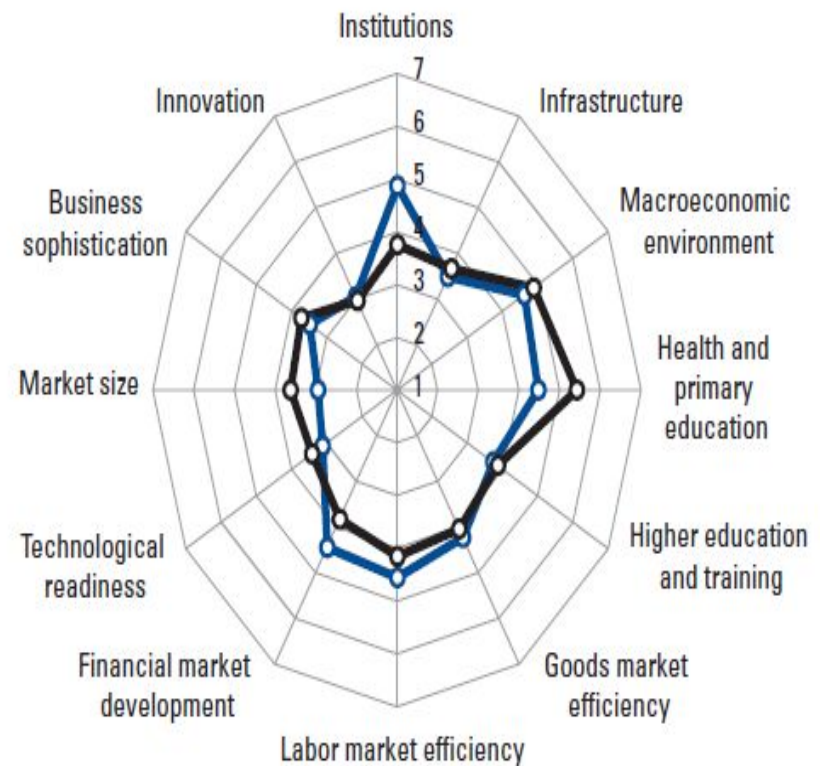 Institutions
7
Innovation
Infrastructure
6
5
Business
sophistication
Macroeconomic
environment
4
3
2
Health and
primary
education
Market size
1
Technological
readiness
Higher education
and training
Financial market
development
Goods market
efficiency
Labor market efficiency